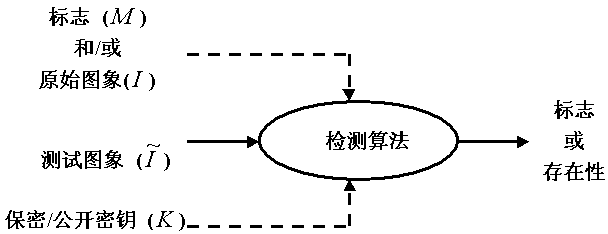 标志 (M)
和/或
原始图象(I)
测试图象 (Ĩ)
保密/公开密钥 (K)
检测算法
标志
或
存在性